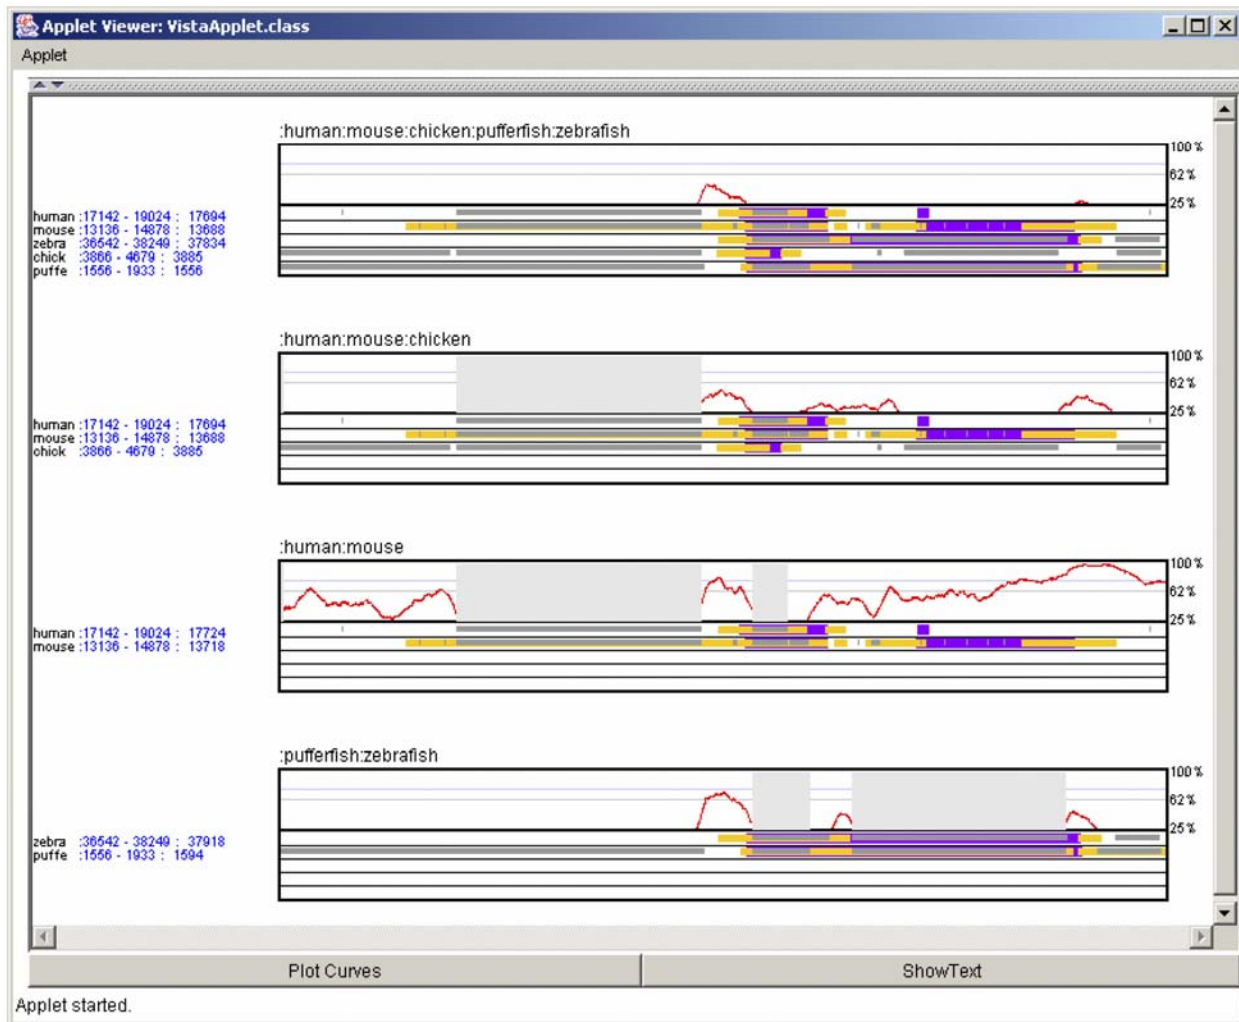 Applet Viewer: VistaApplet.class
Applet
:human:mouse:chicken:pufferfish:zebrafish
100%
62%
25%
human :17142 - 19024 : 17694
mouse :13136 - 14878 : 13688
zebra :36542 - 38249 : 37834
chick :3866 - 4679 : 3885
puffe :1556 - 1933 : 1556
:human:mouse:chicken
100%
62%
25%
human :17142 - 19024 : 17694
mouse :13136 - 14878 : 13688
chick :3866 - 4679 : 3885
:human:mouse
100%
62%
25%
human :17142 - 19024 : 17724
mouse :13136 - 14878 : 13718
:pufferfish:zebrafish
100%
62%
25%
zebra :36542 - 38249 : 37918
puffe :1556 - 1933 : 1594
Plot Curves
ShowText
Applet started.